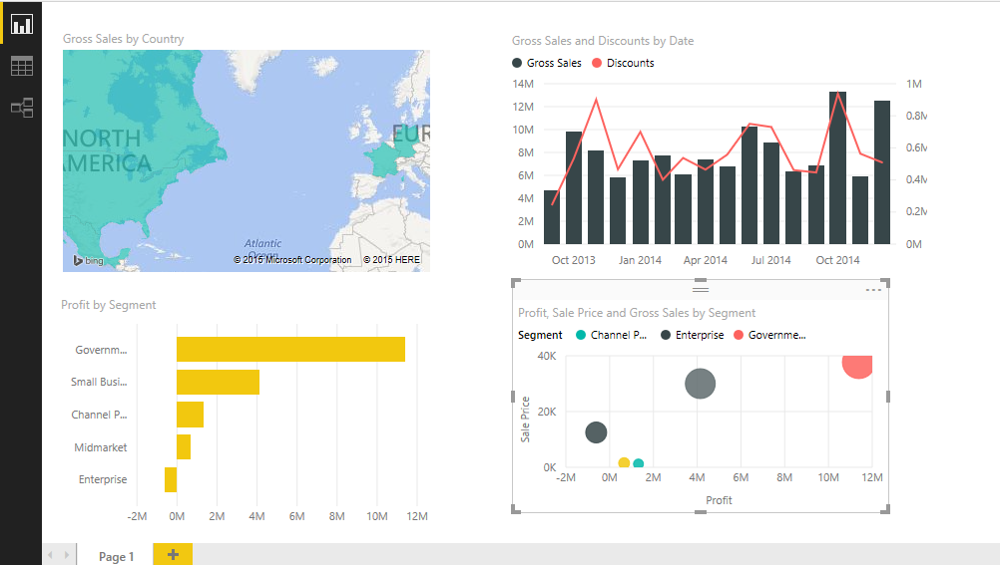 Gross Sales by Country
NORTH
AMERICA
EUR
Atlantic
Ocean
bing
© 2015 Microsoft Corporation © 2015 HERE
Gross Sales and Discounts by Date
Gross Sales Discounts
14M 1M
12M 0.8M
10M
8M 0.6M
6M 0.4M
4M
2M 0.2M
0M 0M
Oct 2013 Jan 2014 Apr 2014 Jul 2014 Oct 2014
Profit by Segment
Governm...
Small Busi...
Channel P...
Midmarket
Enterprise
-2M 0M 2M 4M 6M 8M 10M 12M
Profit, Sale Price and Gross Sales by Segment
Segment Channel P... Enterprise Governme...
Sale Price
40K
20K
0K
-2M 0M 2M 4M 6M 8M 10M 12M
Profit
Page 1